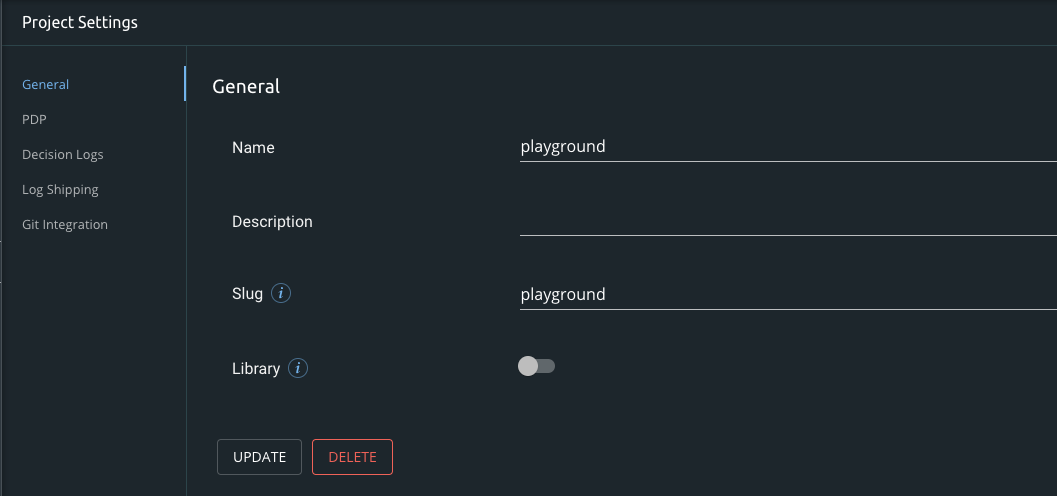 Project Settings
General
PDP
Decision Logs
Log Shipping
Git Integration
General
Name
playground
Description
Slug i
playground
Library i
UPDATE
DELETE